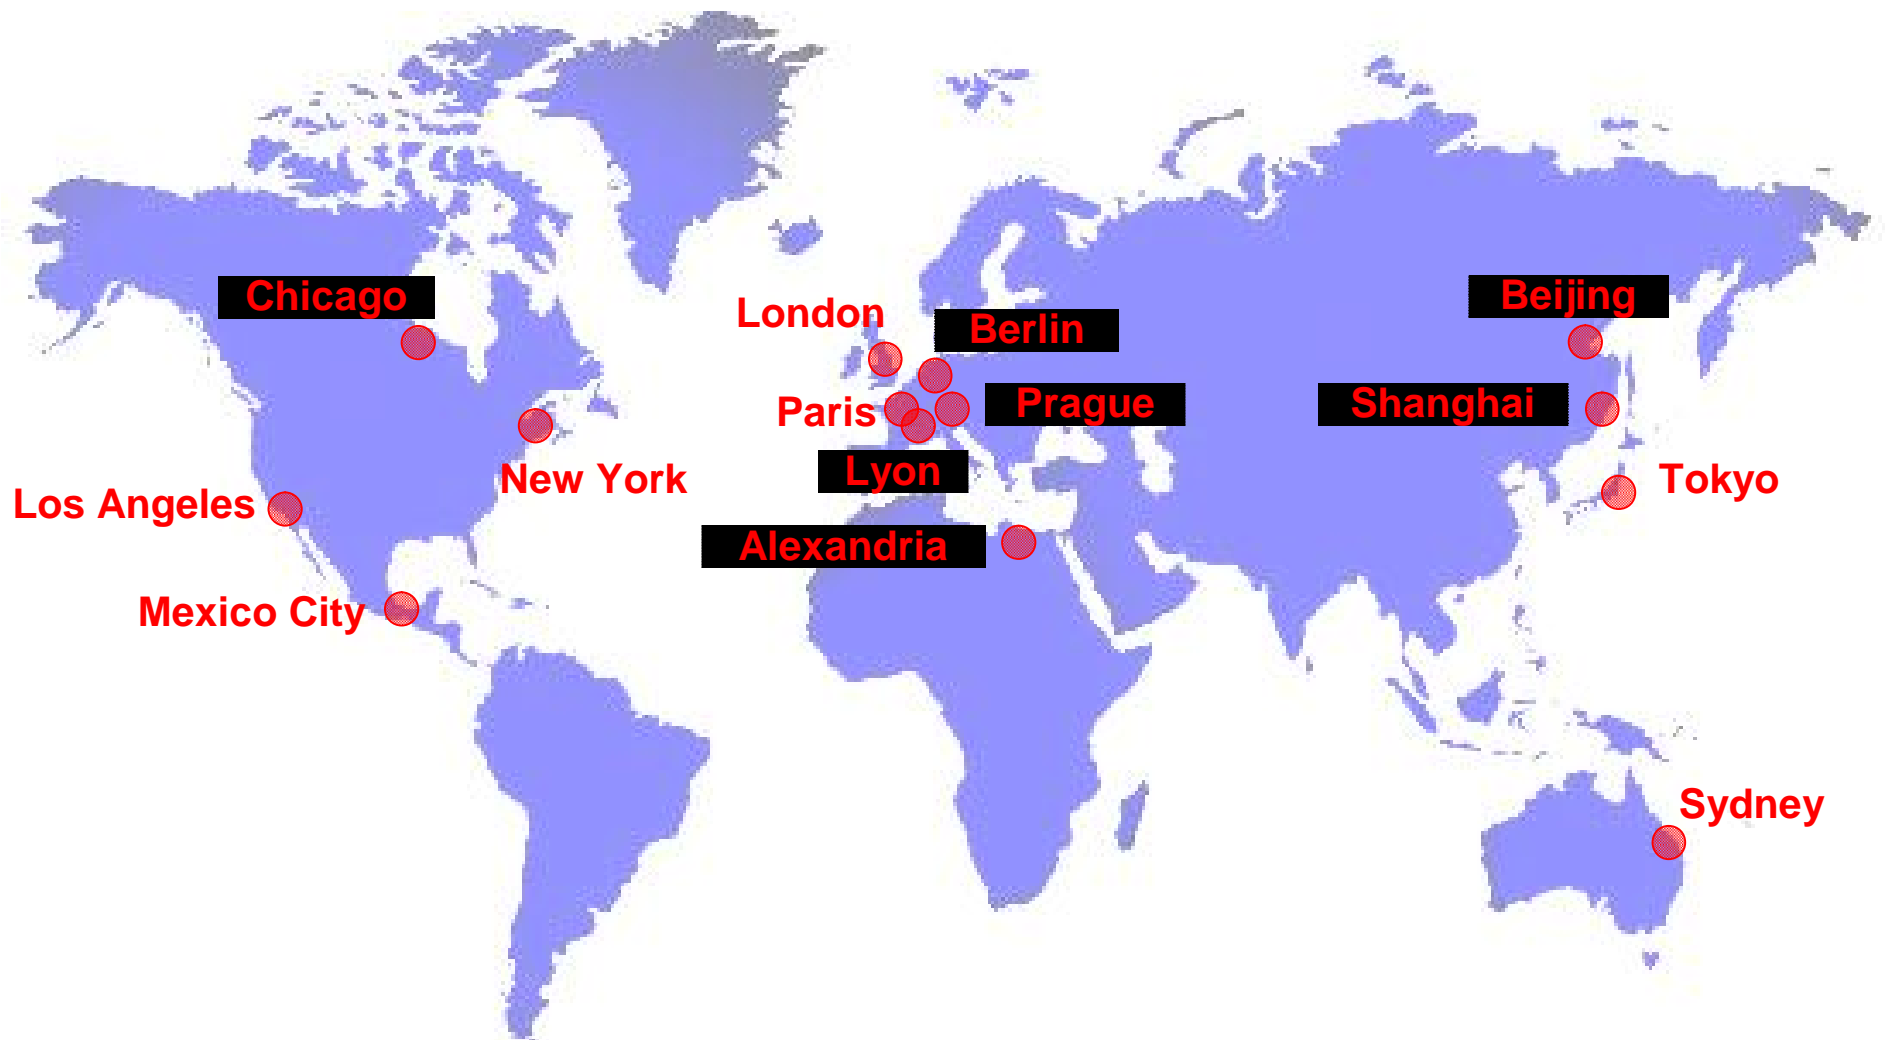 Chicago
Beijing
London
Berlin
Paris
Prague
Shanghai
Lyon
New York
Tokyo
Los Angeles
Alexandria
Mexico City
Sydney